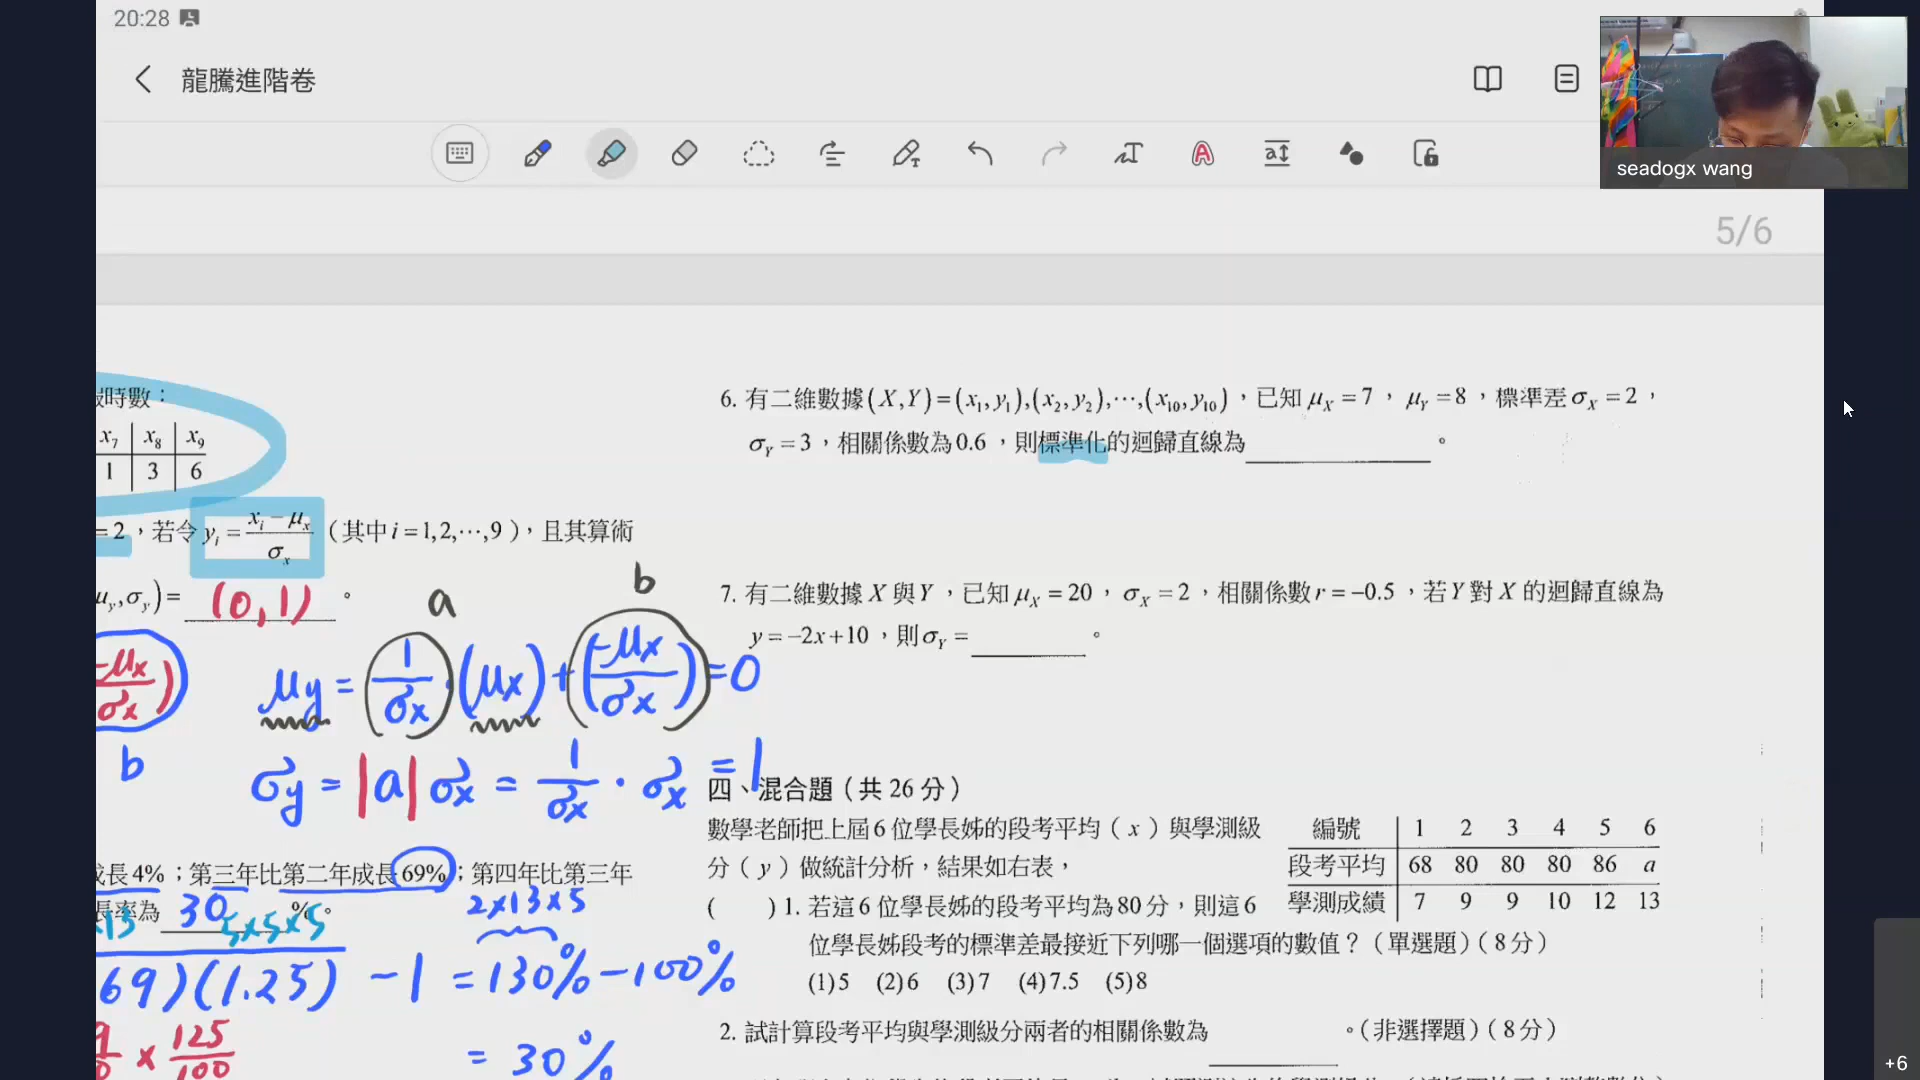 20:28
龍騰進階卷
seadogx wang
5/6
時數：
x₇ x₈ x₉
1 3 6
=2，若令 yᵢ = (xᵢ − μₓ)/σₓ（其中 i = 1,2,⋯,9），且其算術
μ_y,σ_y) = (0,1)。
-μx/σx)
b
a
b
μy = (1/σx)·(μx) + (-μx/σx) = 0
σy = |a| σx = 1/σx · σx = 1
成長4%；第三年比第二年成長69%；第四年比第三年
長率為 30 %。
×13 5×5×5
2×13×5
69)(1.25) − 1 = 130% − 100%
× 125/100
= 30%
6. 有二維數據(X,Y)=(x₁,y₁),(x₂,y₂),⋯,(x₁₀,y₁₀)，已知 μ_X = 7，μ_Y = 8，標準差 σ_X = 2，
σ_Y = 3，相關係數為0.6，則標準化的迴歸直線為＿＿＿＿。
7. 有二維數據 X 與 Y，已知 μ_X = 20，σ_X = 2，相關係數 r = −0.5，若 Y 對 X 的迴歸直線為
y = −2x+10，則 σ_Y = ＿＿＿＿。
四、混合題（共 26 分）
數學老師把上屆 6 位學長姊的段考平均（x）與學測級
分（y）做統計分析，結果如右表，
編號 1 2 3 4 5 6
段考平均 68 80 80 80 86 a
學測成績 7 9 9 10 12 13
( ) 1. 若這 6 位學長姊的段考平均為 80 分，則這 6
位學長姊段考的標準差最接近下列哪一個選項的數值？（單選題）（8 分）
(1) 5 (2) 6 (3) 7 (4) 7.5 (5) 8
2. 試計算段考平均與學測級分兩者的相關係數為＿＿＿＿。（非選擇題）（8 分）
+6